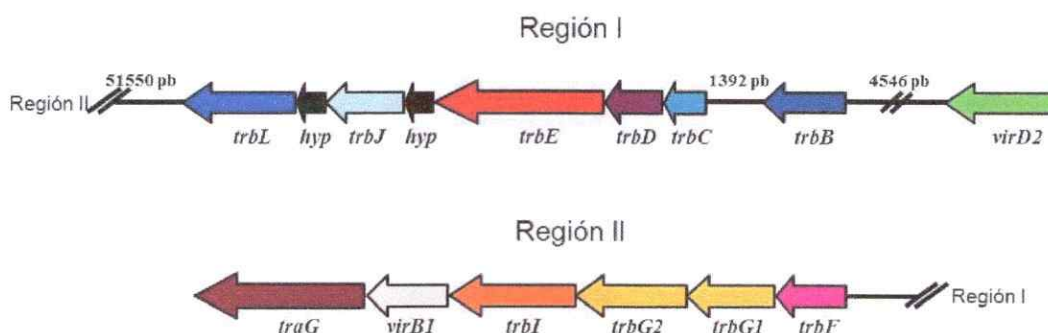 Región I
51550 pb
1392 pb
4546 pb
Región II
trbL hyp trbJ hyp trbE trbD trbC trbB virD2
Región II
Región I
traG virB1 trbI trbG2 trbG1 trbF